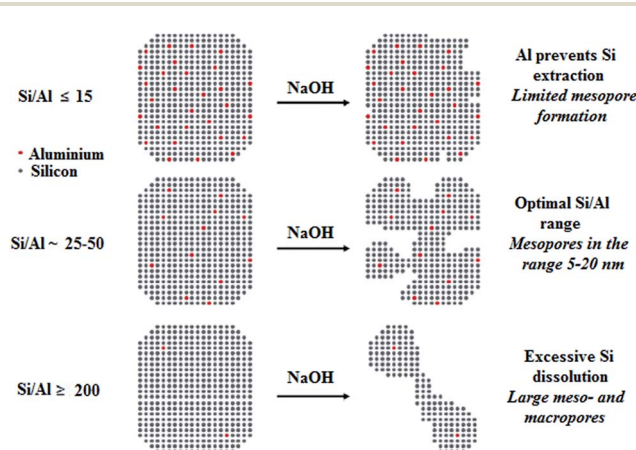 Si/Al ≤ 15
NaOH
Al prevents Si
extraction
Limited mesopore
formation
• Aluminium
• Silicon
Si/Al ~ 25-50
NaOH
Optimal Si/Al
range
Mesopores in the
range 5-20 nm
Si/Al ≥ 200
NaOH
Excessive Si
dissolution
Large meso- and
macropores